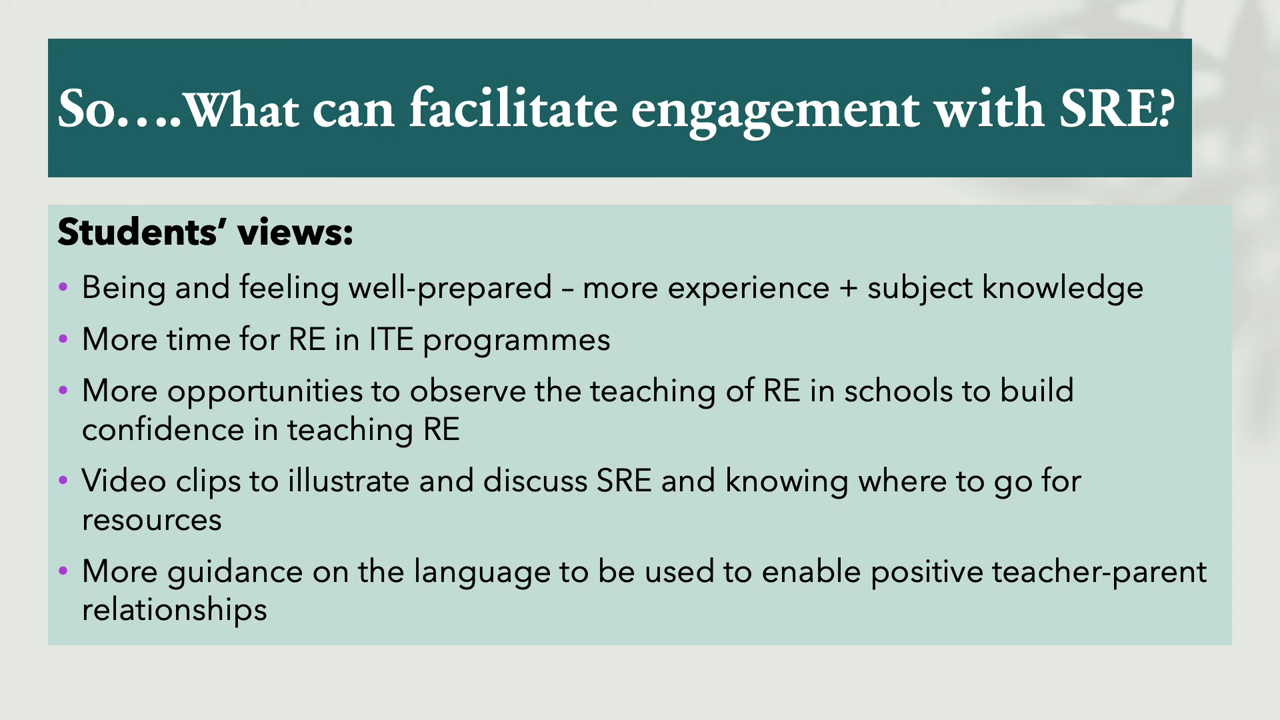 So….What can facilitate engagement with SRE?
Students’ views:
• Being and feeling well-prepared – more experience + subject knowledge
• More time for RE in ITE programmes
• More opportunities to observe the teaching of RE in schools to build
confidence in teaching RE
• Video clips to illustrate and discuss SRE and knowing where to go for
resources
• More guidance on the language to be used to enable positive teacher-parent
relationships